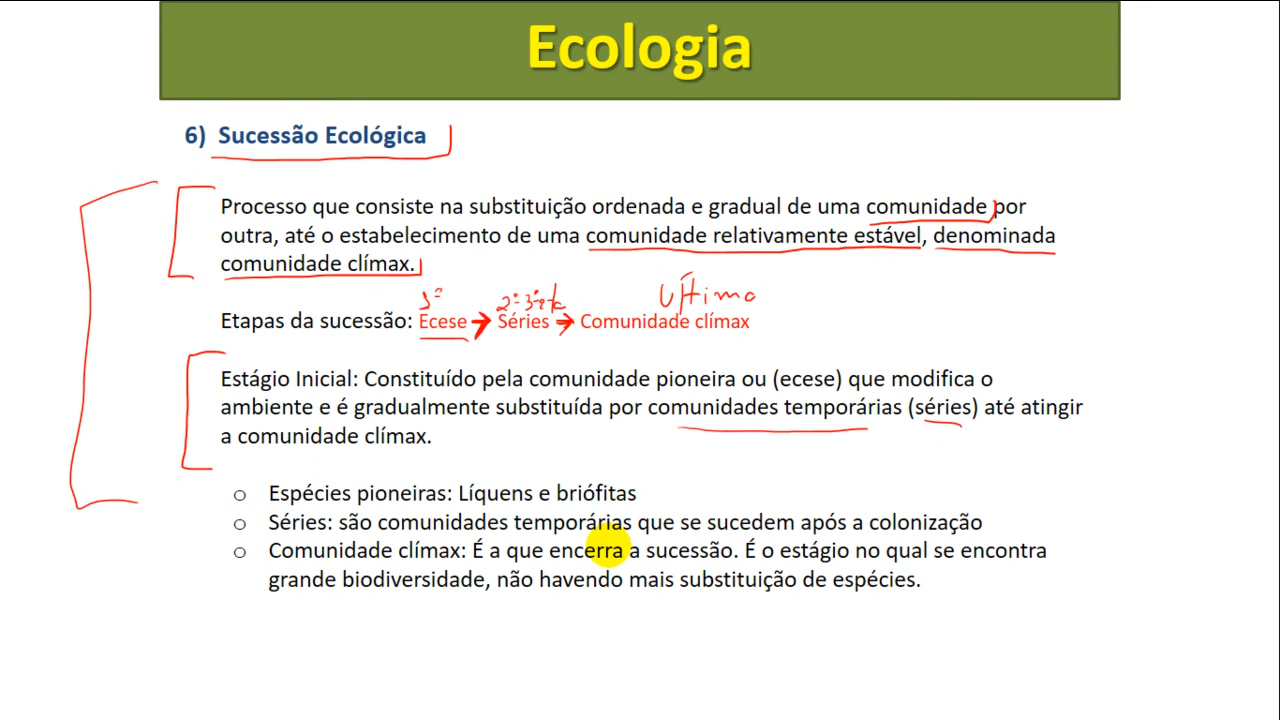 Ecologia
6) Sucessão Ecológica
Processo que consiste na substituição ordenada e gradual de uma comunidade por
outra, até o estabelecimento de uma comunidade relativamente estável, denominada
comunidade clímax.
Último
Etapas da sucessão: Ecese → Séries → Comunidade clímax
Estágio Inicial: Constituído pela comunidade pioneira ou (ecese) que modifica o
ambiente e é gradualmente substituída por comunidades temporárias (séries) até atingir
a comunidade clímax.
o Espécies pioneiras: Líquens e briófitas
o Séries: são comunidades temporárias que se sucedem após a colonização
o Comunidade clímax: É a que encerra a sucessão. É o estágio no qual se encontra
grande biodiversidade, não havendo mais substituição de espécies.